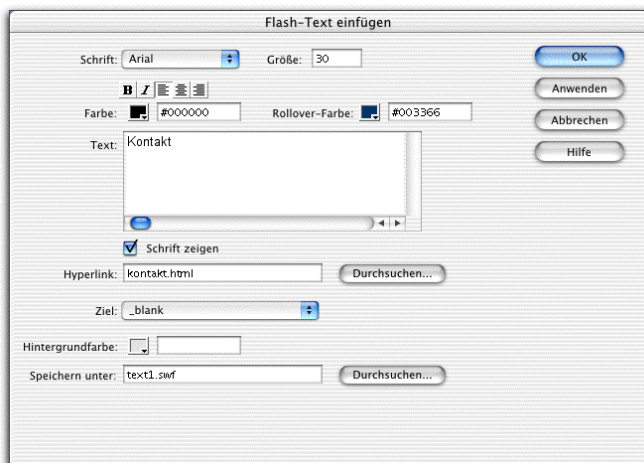 Flash-Text einfügen
Schrift: Arial Größe: 30 OK
B I Anwenden
Farbe: #000000 Rollover-Farbe: #003366 Abbrechen
Text: Kontakt Hilfe
Schrift zeigen
Hyperlink: kontakt.html Durchsuchen...
Ziel: _blank
Hintergrundfarbe:
Speichern unter: text1.swf Durchsuchen...